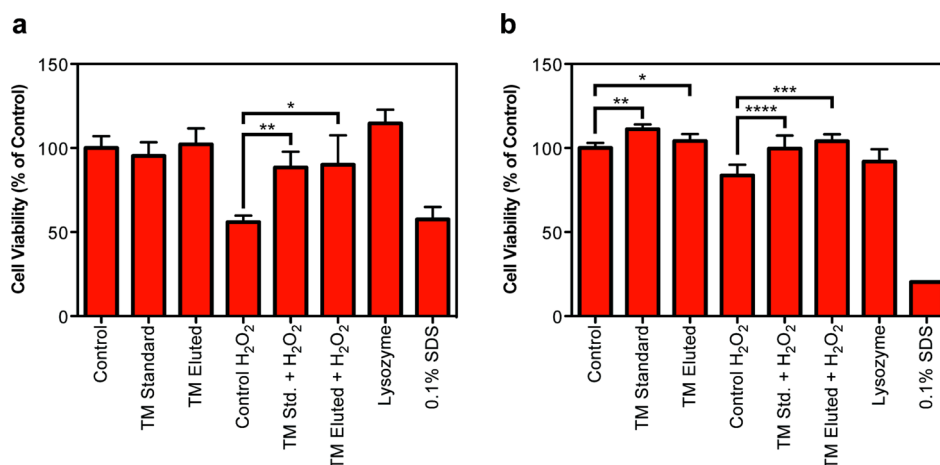 a
Cell Viability (% of Control)
150
100
50
0
*
**
Control
TM Standard
TM Eluted
Control H₂O₂
TM Std. + H₂O₂
TM Eluted + H₂O₂
Lysozyme
0.1% SDS
b
Cell Viability (% of Control)
150
100
50
0
*
**
***
****
Control
TM Standard
TM Eluted
Control H₂O₂
TM Std. + H₂O₂
TM Eluted + H₂O₂
Lysozyme
0.1% SDS